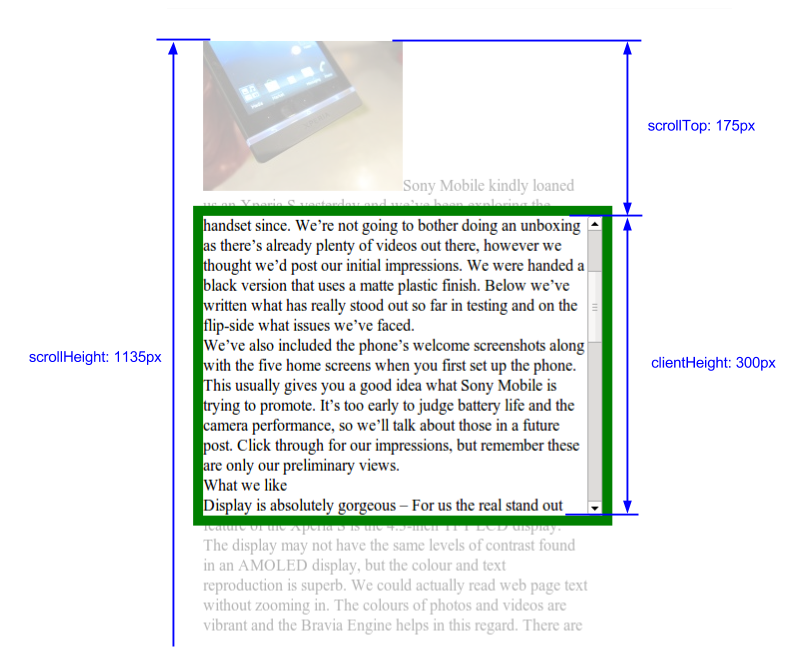 scrollTop: 175px
Sony Mobile kindly loaned
us an Xperia S yesterday and we've been exploring the
handset since. We're not going to bother doing an unboxing
as there's already plenty of videos out there, however we
thought we'd post our initial impressions. We were handed a
black version that uses a matte plastic finish. Below we've
written what has really stood out so far in testing and on the
flip-side what issues we've faced.
We've also included the phone's welcome screenshots along
scrollHeight: 1135px
clientHeight: 300px
with the five home screens when you first set up the phone.
This usually gives you a good idea what Sony Mobile is
trying to promote. It's too early to judge battery life and the
camera performance, so we'll talk about those in a future
post. Click through for our impressions, but remember these
are only our preliminary views.
What we like
Display is absolutely gorgeous – For us the real stand out
feature of the Xperia S is the 4.3-inch TFT LCD display.
The display may not have the same levels of contrast found
in an AMOLED display, but the colour and text
reproduction is superb. We could actually read web page text
without zooming in. The colours of photos and videos are
vibrant and the Bravia Engine helps in this regard. There are